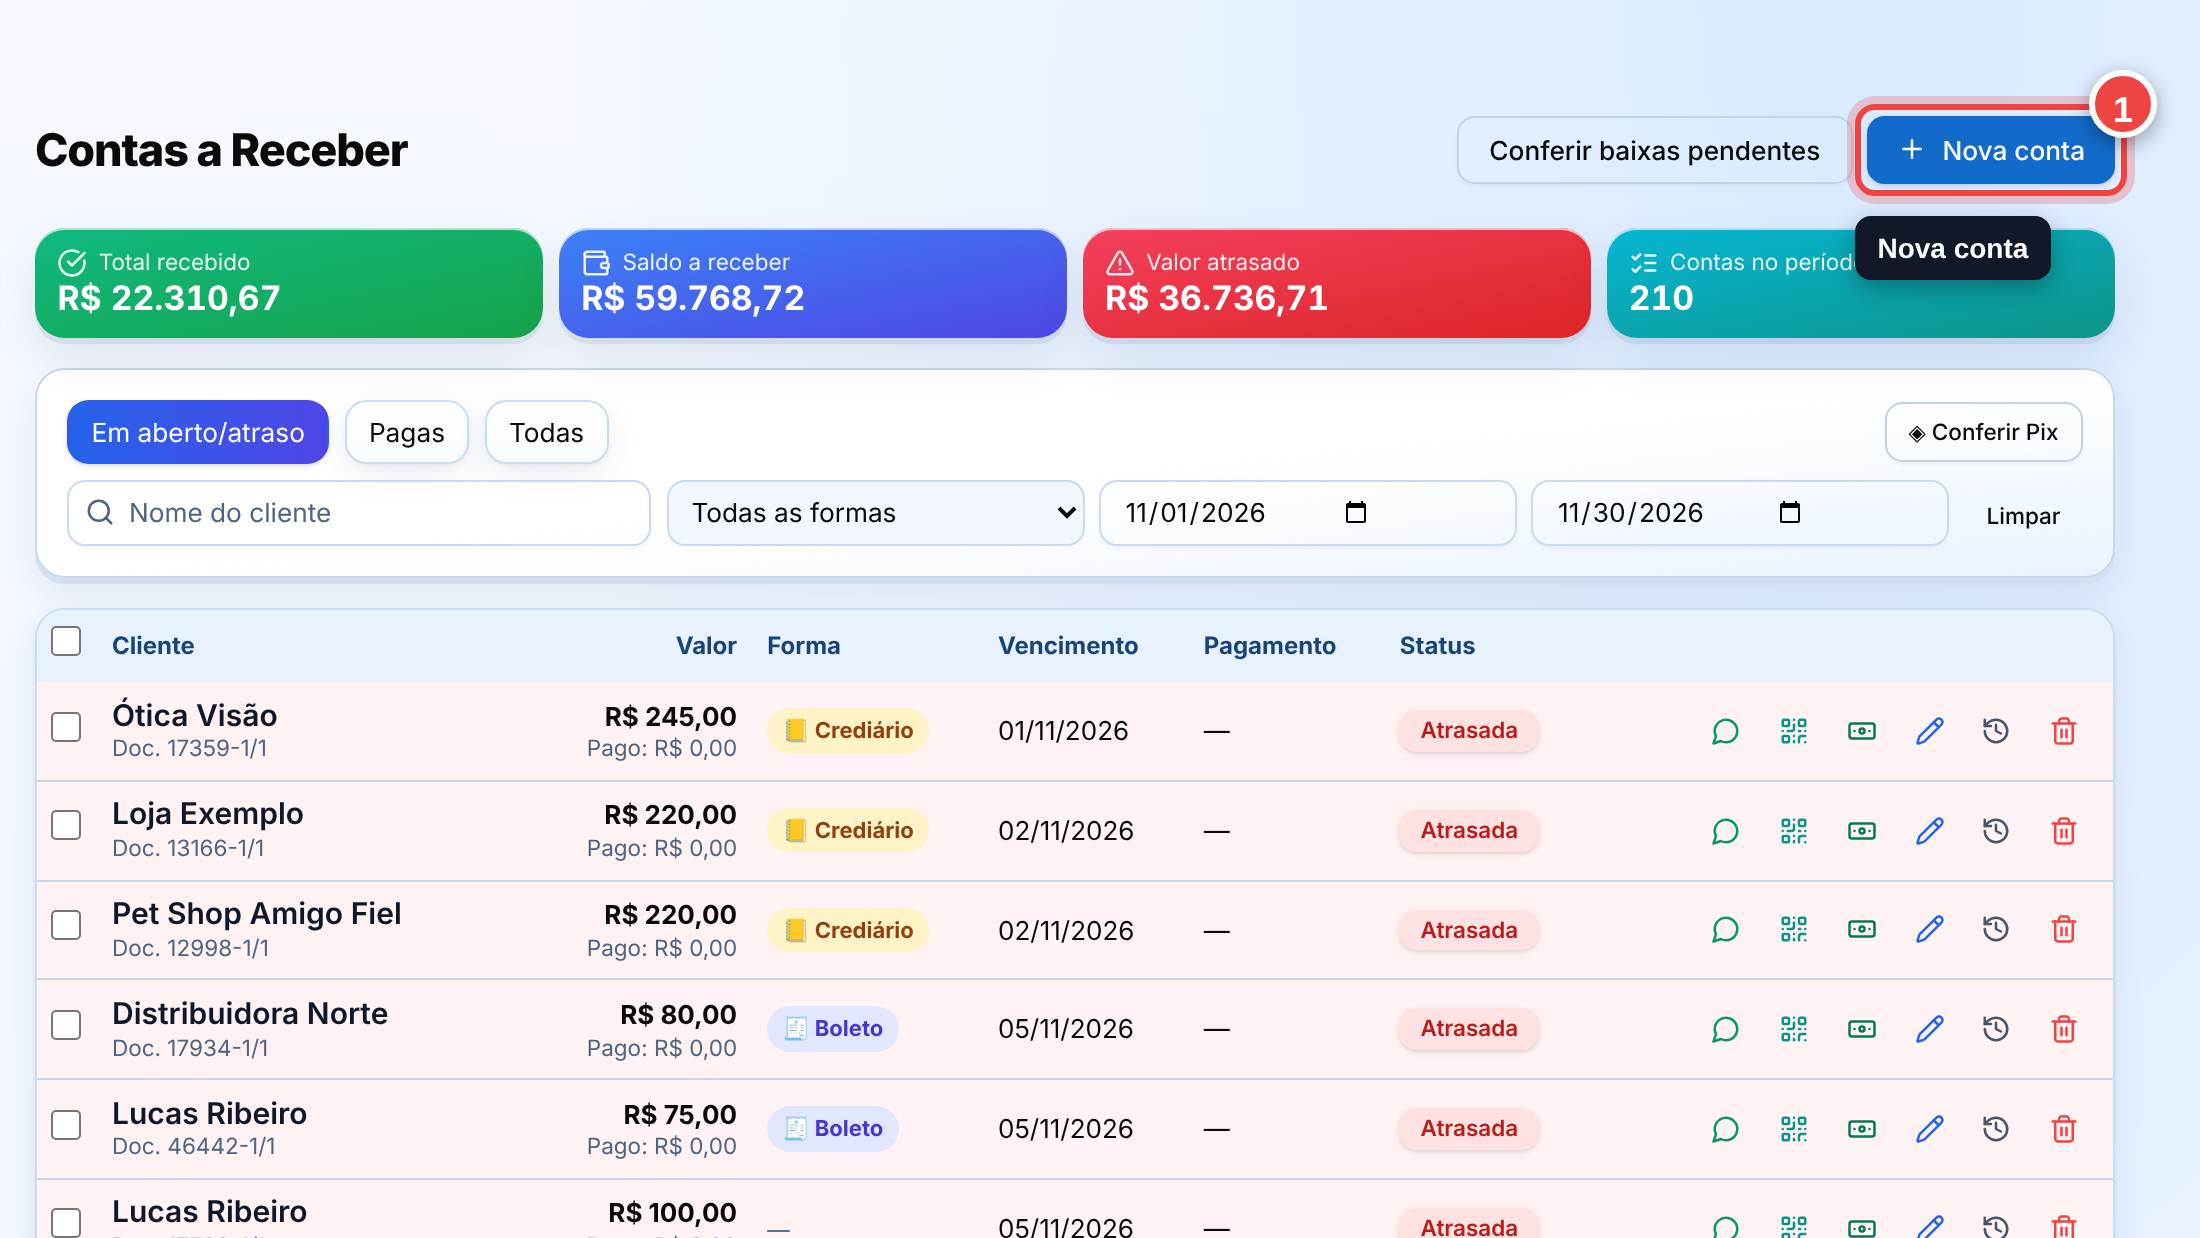 1
Contas a Receber
Conferir baixas pendentes
+ Nova conta
Nova conta
Total recebido
R$ 22.310,67
Saldo a receber
R$ 59.768,72
Valor atrasado
R$ 36.736,71
Contas no períod
210
Em aberto/atraso
Pagas
Todas
Conferir Pix
Nome do cliente
Todas as formas
11/01/2026
11/30/2026
Limpar
Cliente Valor Forma Vencimento Pagamento Status
Ótica Visão R$ 245,00 Crediário 01/11/2026 — Atrasada
Doc. 17359-1/1 Pago: R$ 0,00
Loja Exemplo R$ 220,00 Crediário 02/11/2026 — Atrasada
Doc. 13166-1/1 Pago: R$ 0,00
Pet Shop Amigo Fiel R$ 220,00 Crediário 02/11/2026 — Atrasada
Doc. 12998-1/1 Pago: R$ 0,00
Distribuidora Norte R$ 80,00 Boleto 05/11/2026 — Atrasada
Doc. 17934-1/1 Pago: R$ 0,00
Lucas Ribeiro R$ 75,00 Boleto 05/11/2026 — Atrasada
Doc. 46442-1/1 Pago: R$ 0,00
Lucas Ribeiro R$ 100,00 — 05/11/2026 — Atrasada